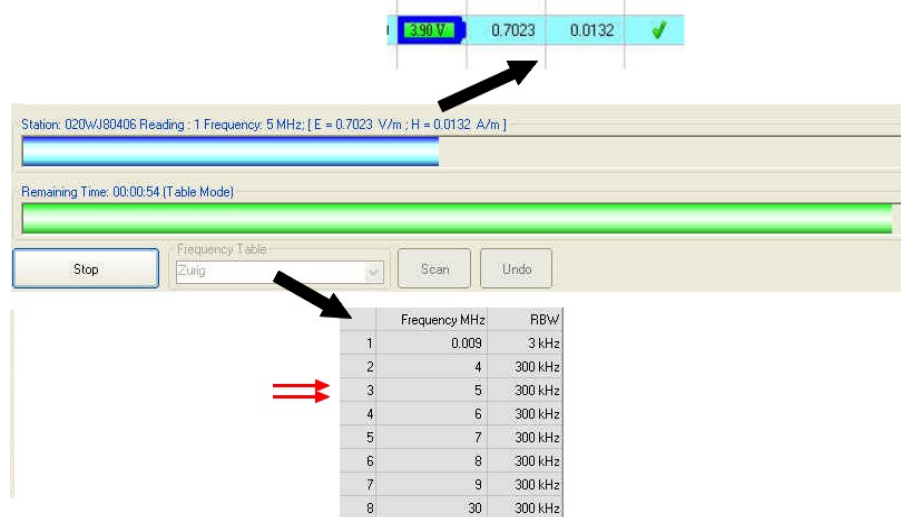 3.90 V 0.7023 0.0132
Station: 020WJ80406 Reading : 1 Frequency: 5 MHz; [ E = 0.7023 V/m ; H = 0.0132 A/m ]
Remaining Time: 00:00:54 (Table Mode)
Frequency Table
Stop Zurig Scan Undo
Frequency MHz RBW
1 0.009 3 kHz
2 4 300 kHz
3 5 300 kHz
4 6 300 kHz
5 7 300 kHz
6 8 300 kHz
7 9 300 kHz
8 30 300 kHz